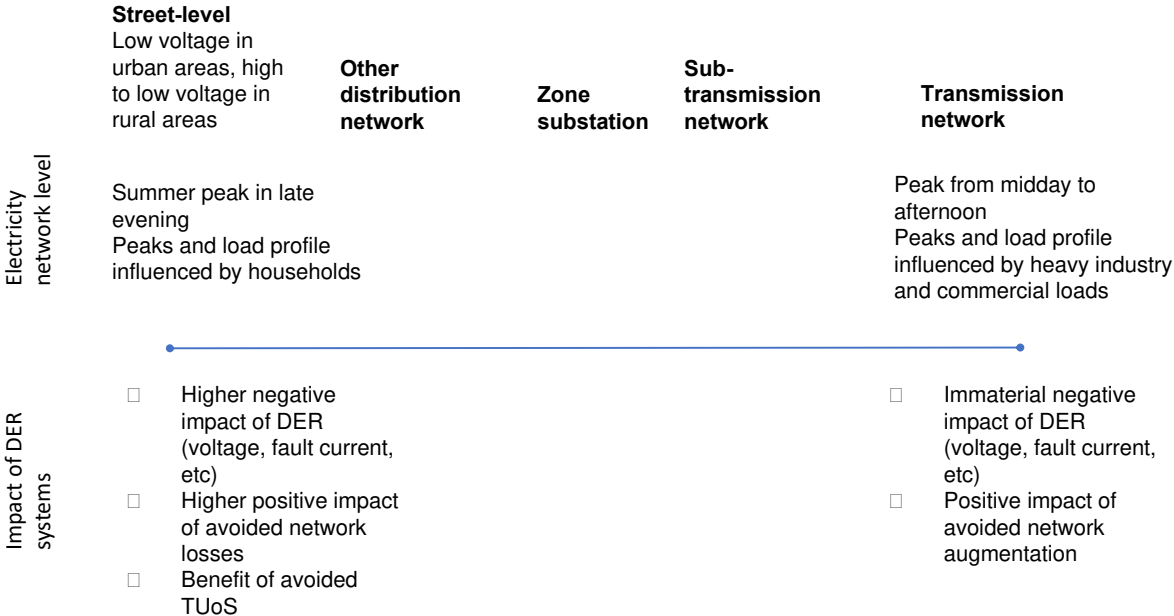 Street-level
Low voltage in
urban areas, high
to low voltage in
rural areas
Other
distribution
network
Zone
substation
Sub-
transmission
network
Transmission
network
Electricity
network level
Summer peak in late
evening
Peaks and load profile
influenced by households
Peak from midday to
afternoon
Peaks and load profile
influenced by heavy industry
and commercial loads
Impact of DER
systems
Higher negative
impact of DER
(voltage, fault current,
etc)
Higher positive impact
of avoided network
losses
Benefit of avoided
TUoS
Immaterial negative
impact of DER
(voltage, fault current,
etc)
Positive impact of
avoided network
augmentation